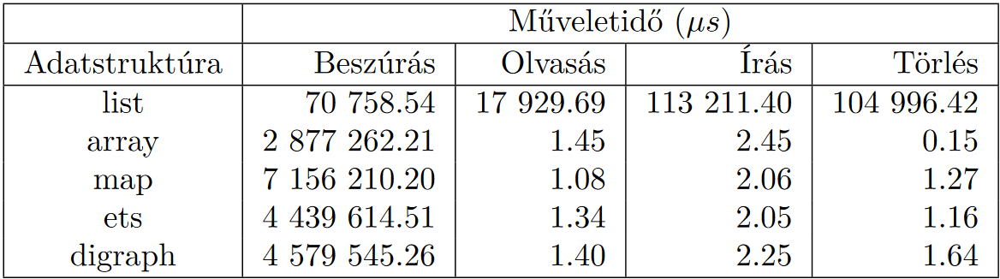 Műveletidő (μs)
Adatstruktúra Beszúrás Olvasás Írás Törlés
list 70 758.54 17 929.69 113 211.40 104 996.42
array 2 877 262.21 1.45 2.45 0.15
map 7 156 210.20 1.08 2.06 1.27
ets 4 439 614.51 1.34 2.05 1.16
digraph 4 579 545.26 1.40 2.25 1.64